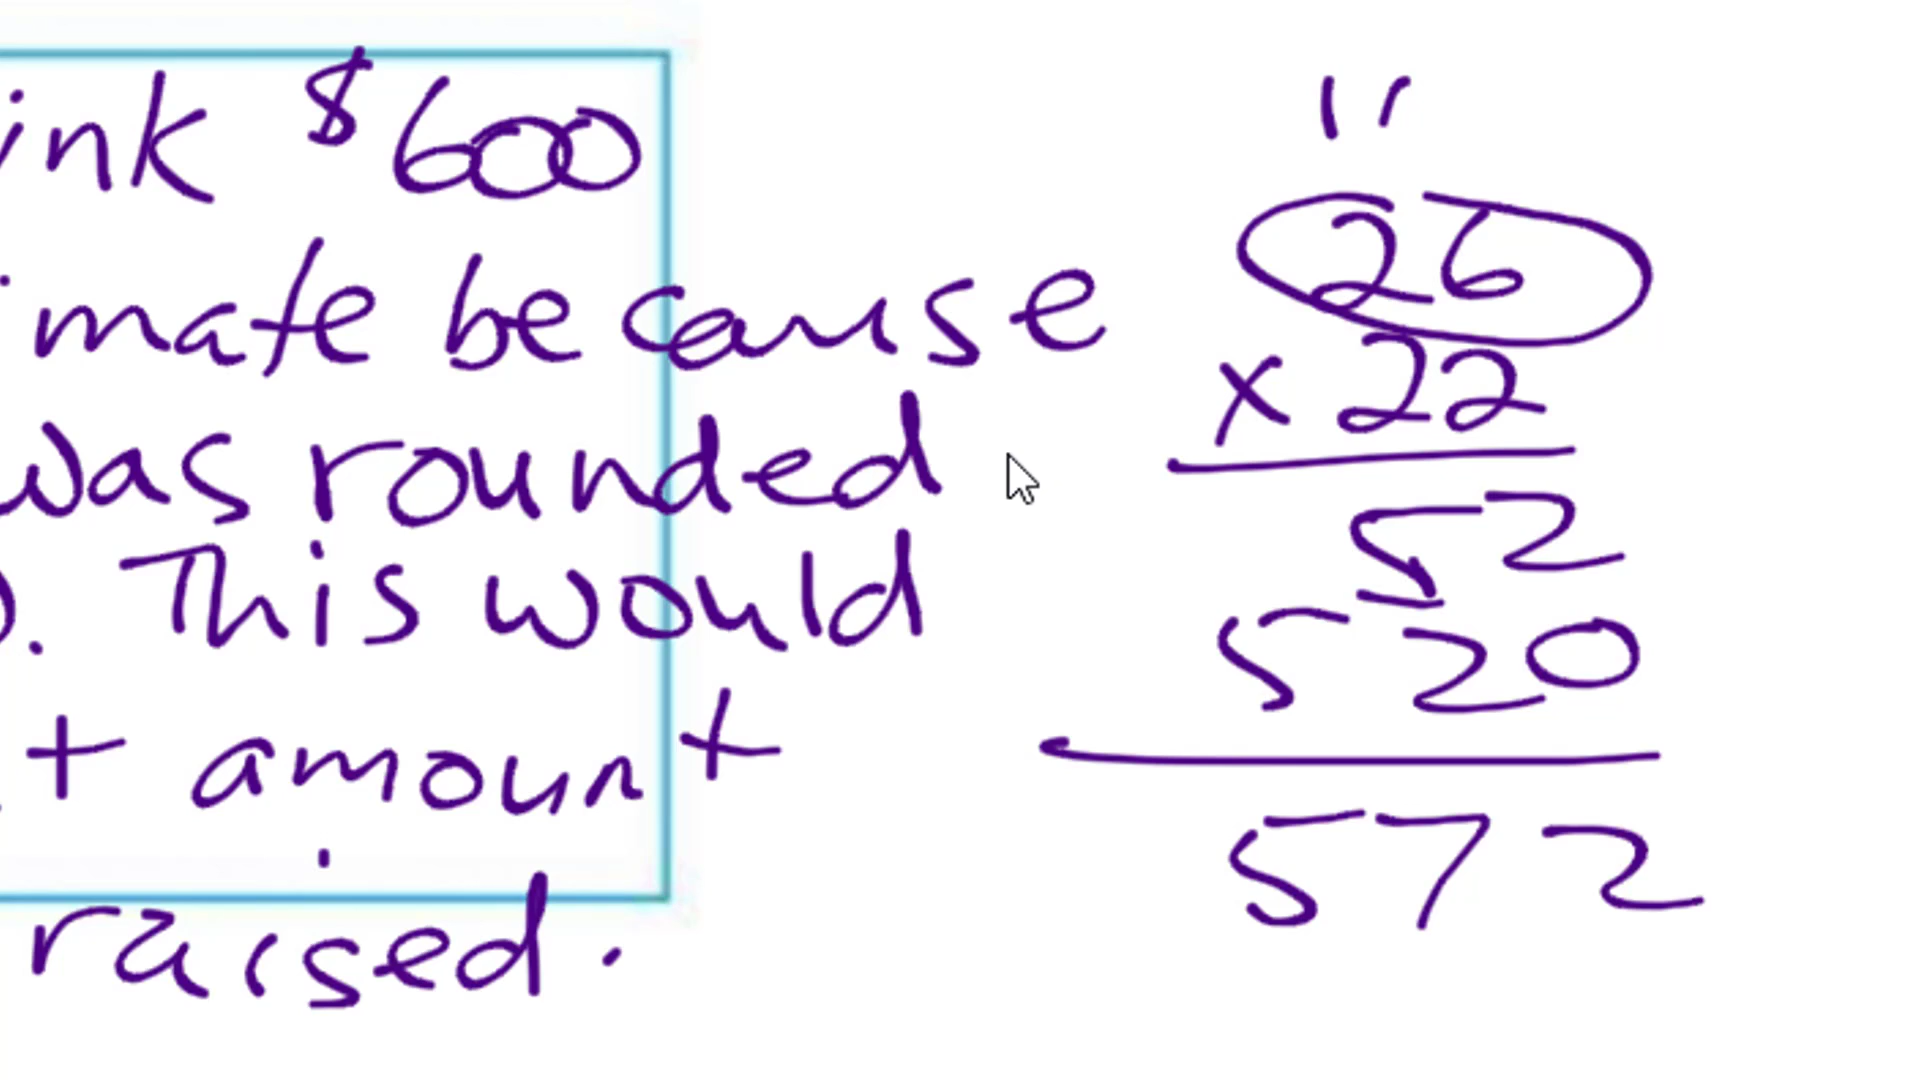 ink $600
imate because
was rounded
. This would
t amount
raised.
11
26
x 22
52
520
572